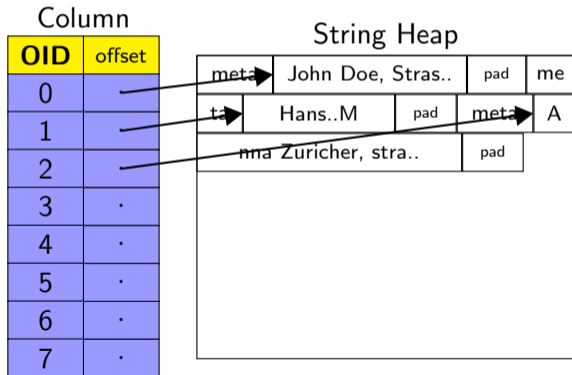 Column
OID offset
0 .
1 .
2 .
3 .
4 .
5 .
6 .
7 .
String Heap
meta John Doe, Stras.. pad me
ta Hans..M pad meta A
nna Zuricher, stra.. pad